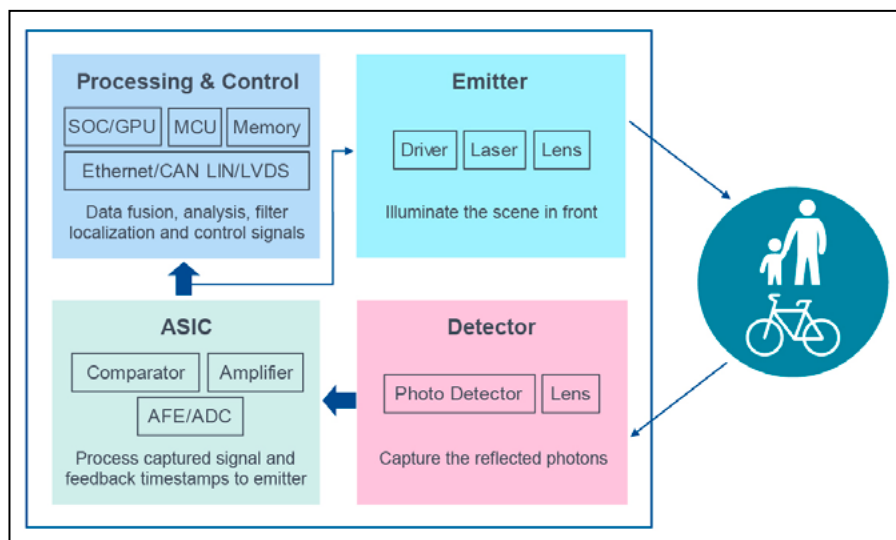 Processing & Control
SOC/GPU
MCU
Memory
Ethernet/CAN LIN/LVDS
Data fusion, analysis, filter
localization and control signals
Emitter
Driver
Laser
Lens
Illuminate the scene in front
ASIC
Comparator
Amplifier
AFE/ADC
Process captured signal and
feedback timestamps to emitter
Detector
Photo Detector
Lens
Capture the reflected photons